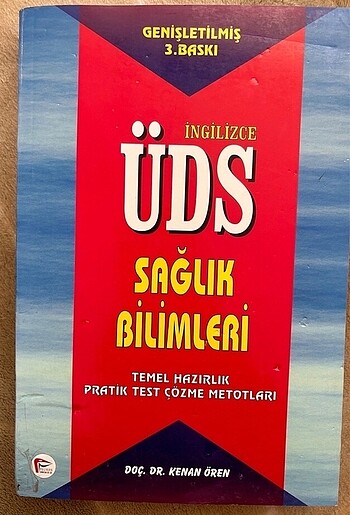 GENİŞLETİLMİŞ
3.BASKI
İNGİLİZCE
ÜDS
SAĞLIK
BİLİMLERİ
TEMEL HAZIRLIK
PRATİK TEST ÇÖZME METOTLARI
DOÇ. DR. KENAN ÖREN